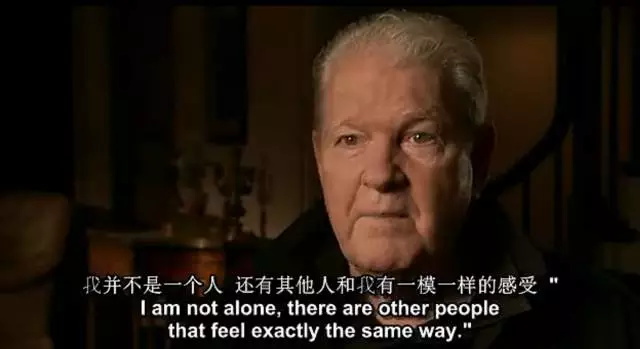 我并不是一个人 还有其他人和我有一模一样的感受 "
I am not alone, there are other people
that feel exactly the same way."